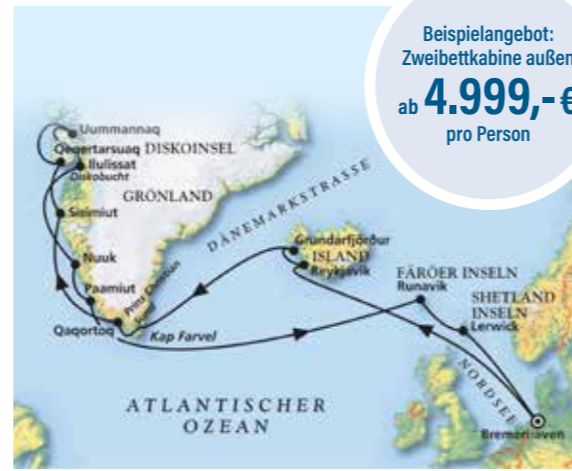 Beispielangebot:
Zweibettkabine außen
ab 4.999,- €
pro Person
Uummannaq
Qeqertarsuaq DISKOINSEL
Ilulissat
Diskobucht
GRÖNLAND
DÄNEMARKSTRASSE
Sisimiut
Grundarfjörður
ISLAND
Reykjavik
Nuuk
Prinz Christian
FÄRÖER INSELN
Runavik
Paamiut
SHETLAND
INSELN
Lerwick
Qaqortoq
Kap Farvel
NORDSEE
ATLANTISCHER
OZEAN
Bremerhaven